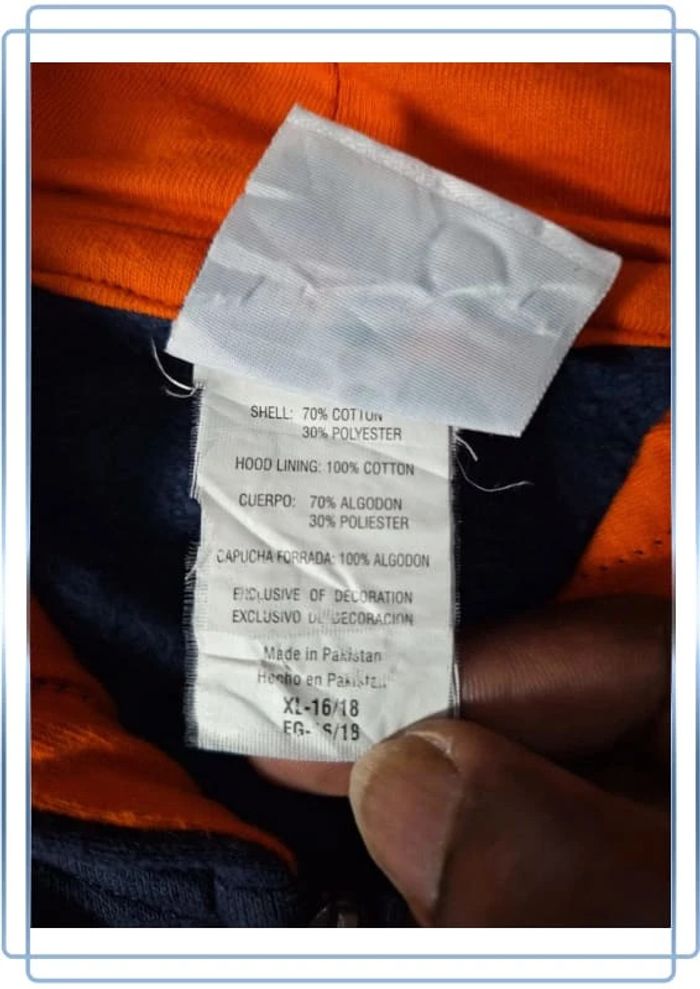 SHELL: 70% COTTON
30% POLYESTER
HOOD LINING: 100% COTTON
CUERPO: 70% ALGODON
30% POLIESTER
CAPUCHA FORRADA: 100% ALGODON
EXCLUSIVE OF DECORATION
EXCLUSIVO DE DECORACION
Made in Pakistan
Hecho en Pakistan
XL-16/18